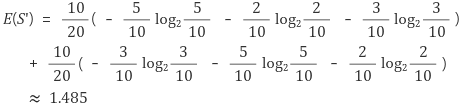 E(S') = 10/20 ( − 5/10 log₂ 5/10 − 2/10 log₂ 2/10 − 3/10 log₂ 3/10 )
+ 10/20 ( − 3/10 log₂ 3/10 − 5/10 log₂ 5/10 − 2/10 log₂ 2/10 )
≈ 1.485